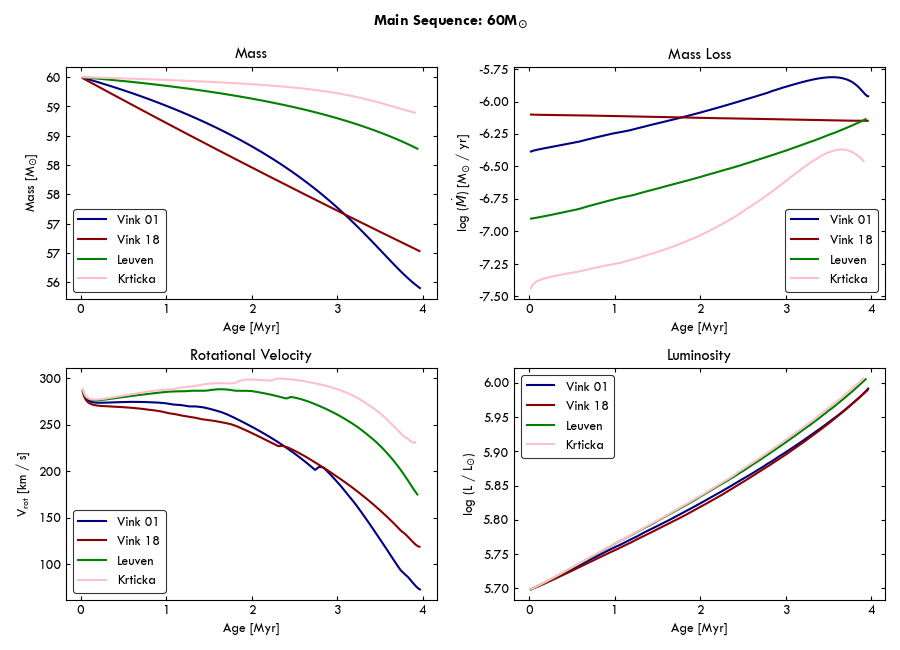 Main Sequence: 60M☉
Mass
Mass [M☉]
60
59
59
58
58
57
57
56
0 1 2 3 4
Age [Myr]
Vink 01
Vink 18
Leuven
Krticka
Mass Loss
log (Ṁ) [M☉ / yr]
-5.75
-6.00
-6.25
-6.50
-6.75
-7.00
-7.25
-7.50
0 1 2 3 4
Age [Myr]
Vink 01
Vink 18
Leuven
Krticka
Rotational Velocity
Vrot [km / s]
300
250
200
150
100
0 1 2 3 4
Age [Myr]
Vink 01
Vink 18
Leuven
Krticka
Luminosity
log (L / L☉)
6.00
5.95
5.90
5.85
5.80
5.75
5.70
0 1 2 3 4
Age [Myr]
Vink 01
Vink 18
Leuven
Krticka